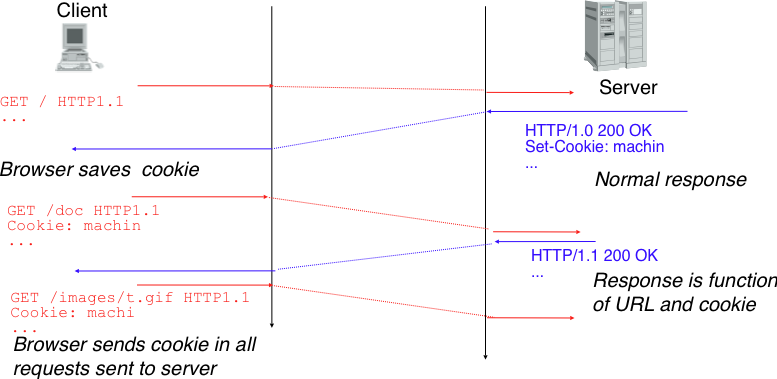 Client
Server
GET / HTTP1.1
...
HTTP/1.0 200 OK
Set-Cookie: machin
...
Browser saves cookie
Normal response
GET /doc HTTP1.1
Cookie: machin
...
HTTP/1.1 200 OK
...
Response is function
of URL and cookie
GET /images/t.gif HTTP1.1
Cookie: machi
...
Browser sends cookie in all
requests sent to server